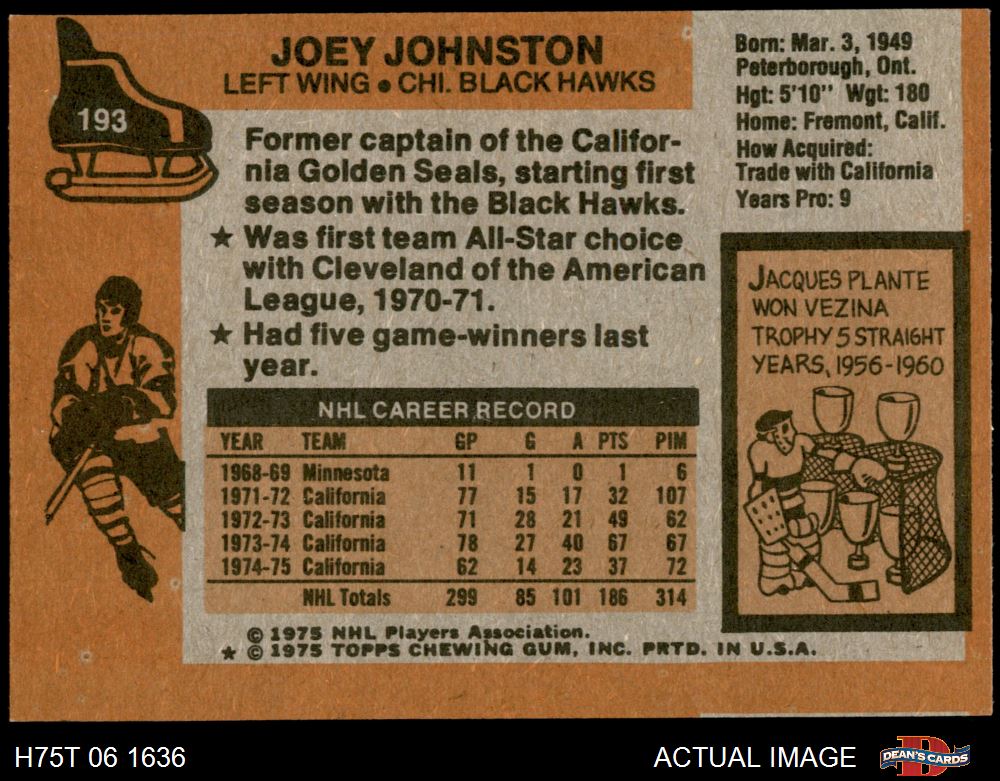 193
JOEY JOHNSTON
LEFT WING ● CHI. BLACK HAWKS
Former captain of the Califor-
nia Golden Seals, starting first
season with the Black Hawks.
★ Was first team All-Star choice
with Cleveland of the American
League, 1970-71.
★ Had five game-winners last
year.
NHL CAREER RECORD
YEAR TEAM GP G A PTS PIM
1968-69 Minnesota 11 1 0 1 6
1971-72 California 77 15 17 32 107
1972-73 California 71 28 21 49 62
1973-74 California 78 27 40 67 67
1974-75 California 62 14 23 37 72
NHL Totals 299 85 101 186 314
© 1975 NHL Players Association.
★ © 1975 TOPPS CHEWING GUM, INC. PRTD. IN U.S.A.
Born: Mar. 3, 1949
Peterborough, Ont.
Hgt: 5'10" Wgt: 180
Home: Fremont, Calif.
How Acquired:
Trade with California
Years Pro: 9
JACQUES PLANTE
WON VEZINA
TROPHY 5 STRAIGHT
YEARS, 1956-1960
H75T 06 1636
ACTUAL IMAGE
DEAN'S CARDS